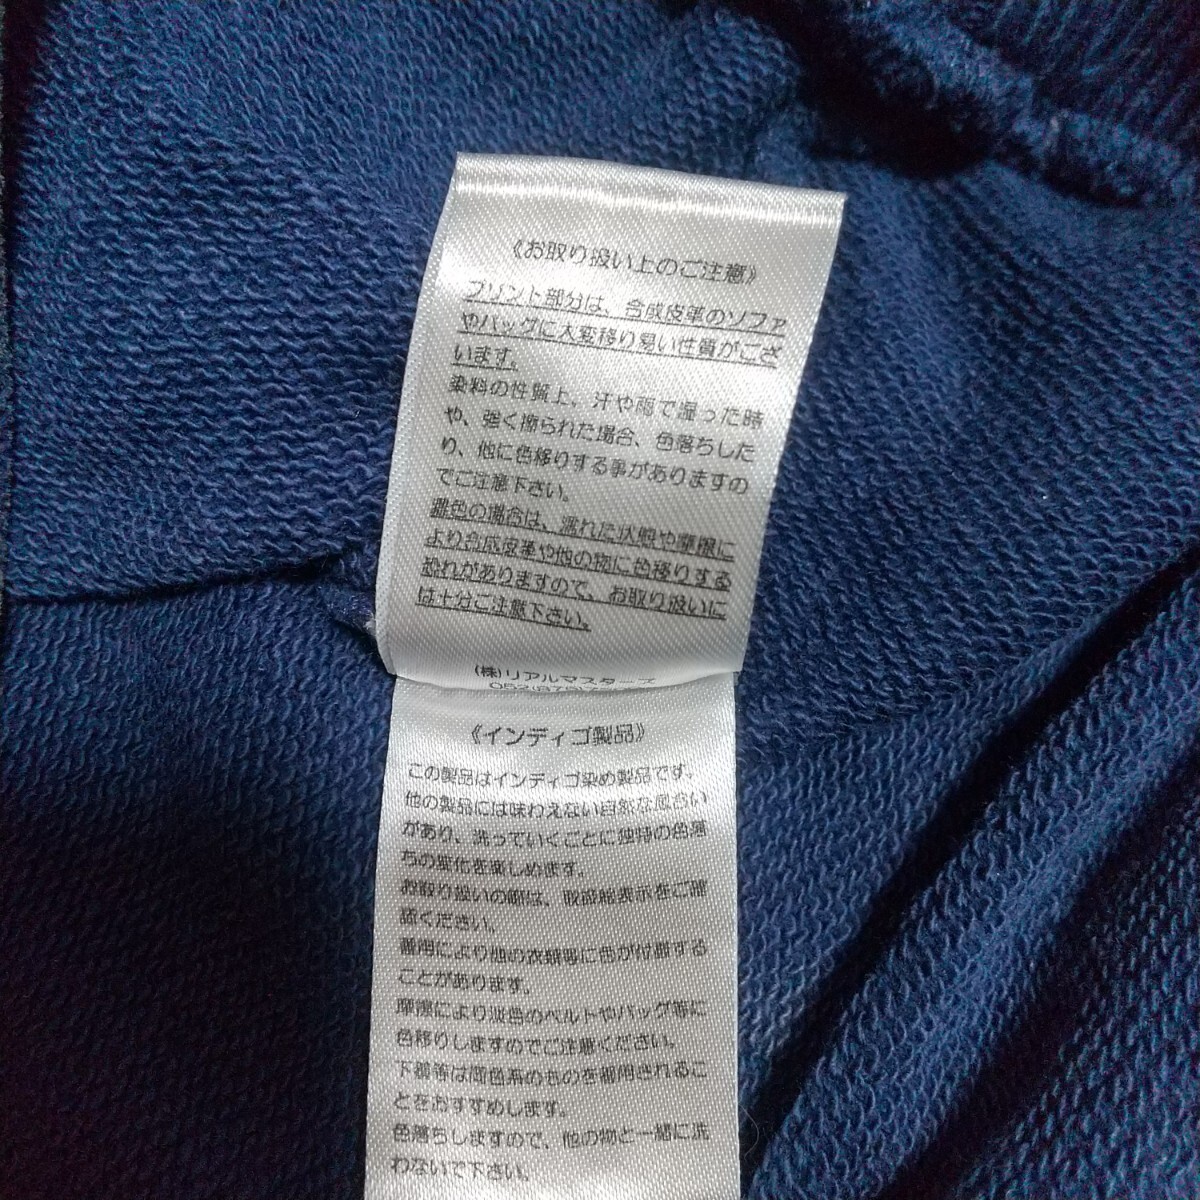 《お取り扱い上のご注意》
プリント部分は、合成皮革のソファ
やバッグに大変移り易い性質がござ
います。
染料の性質上、汗や雨で湿った時
や、強く擦られた場合、色落ちした
り、他に色移りする事がありますの
でご注意下さい。
濃色の場合は、濡れた状態や摩擦に
より合成皮革や他の物に色移りする
恐れがありますので、お取り扱いに
は十分ご注意下さい。
(株)リアルマスターズ
《インディゴ製品》
この製品はインディゴ染め製品です。
他の製品には味わえない自然な風合い
があり、洗っていくごとに独特の色落
ちの変化を楽しめます。
お取り扱いの際は、取扱絵表示をご確
認ください。
着用により他の衣類等に色が付着する
ことがあります。
摩擦により淡色のベルトやバッグ等に
色移りしますのでご注意ください。
下着等は同色系のものを着用されるこ
とをおすすめします。
色落ちしますので、他の物と一緒に洗
わないで下さい。